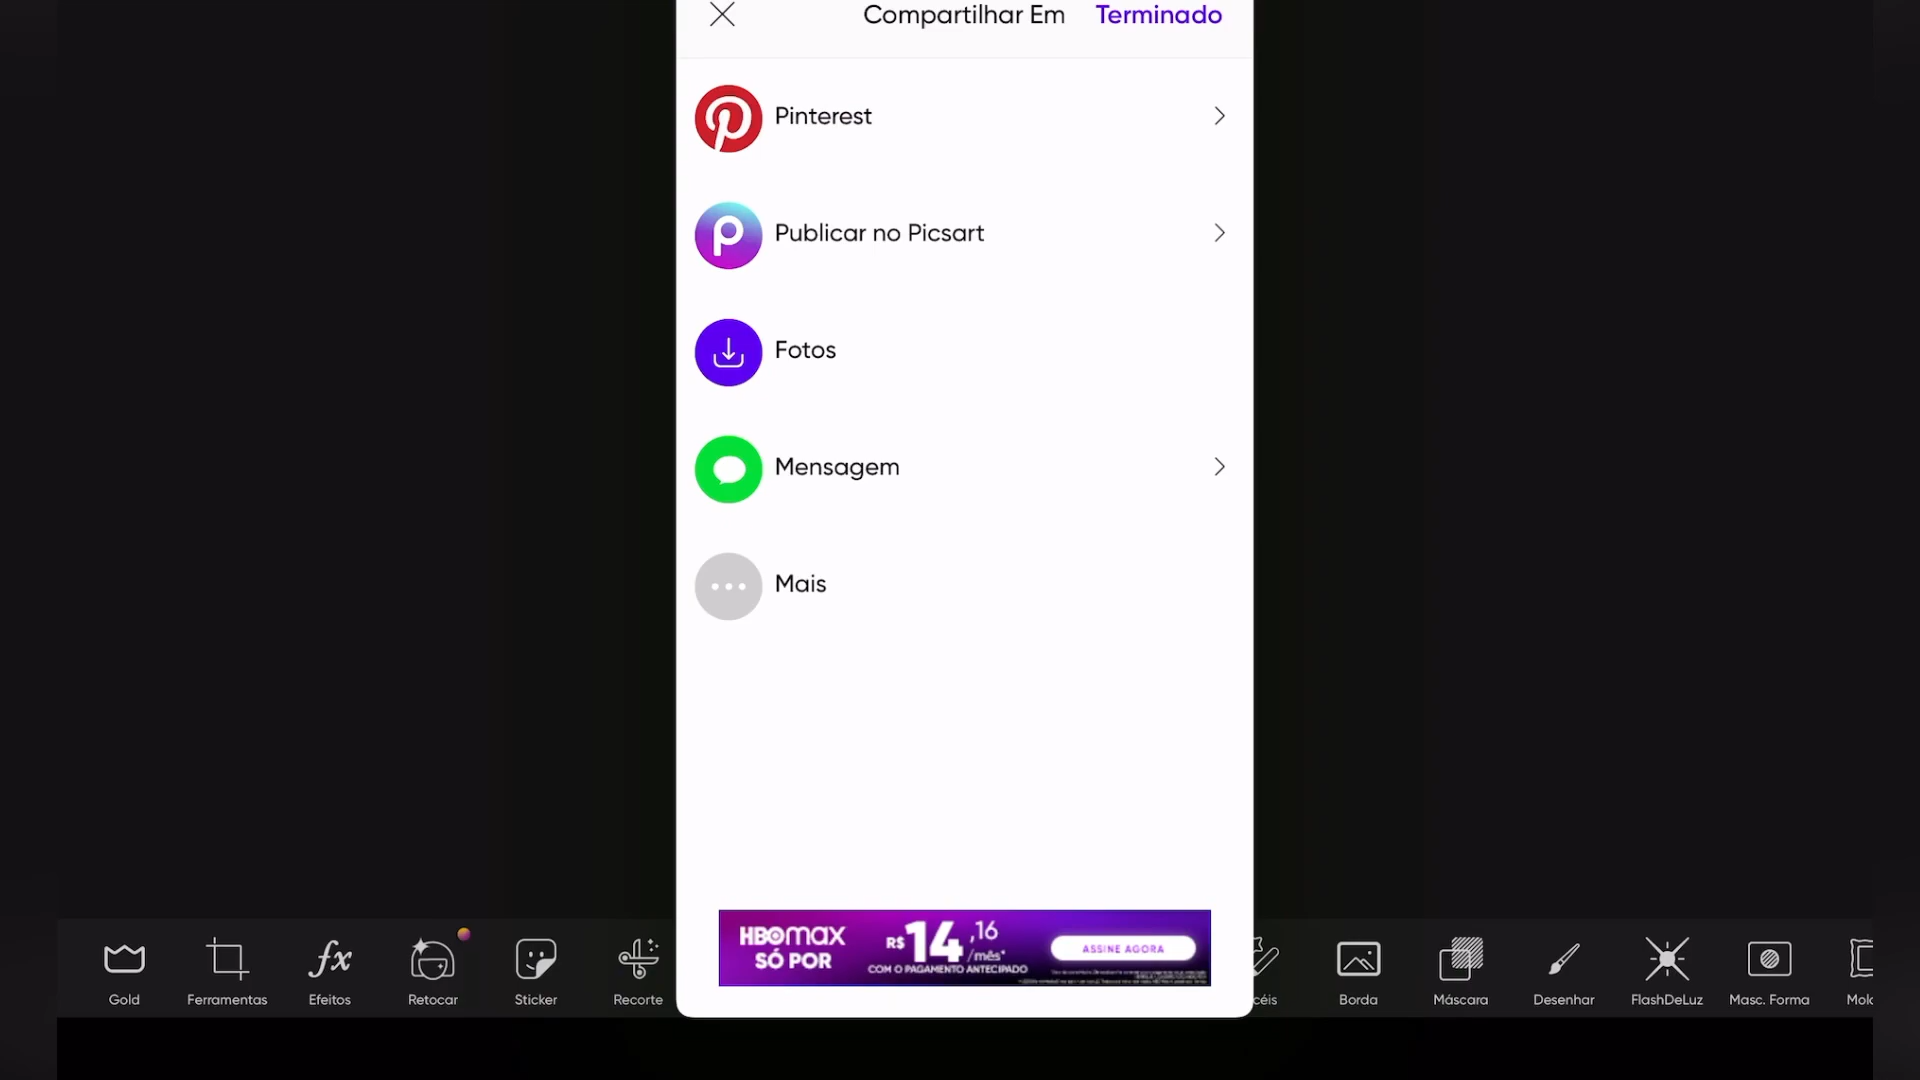 Compartilhar Em
Terminado
Pinterest
Publicar no Picsart
Fotos
Mensagem
Mais
HBOMAX
SÓ POR
R$ 14,16
/mês*
COM O PAGAMENTO ANTECIPADO
ASSINE AGORA
Gold
Ferramentas
Efeitos
Retocar
Sticker
Recorte
céis
Borda
Máscara
Desenhar
FlashDeLuz
Masc. Forma